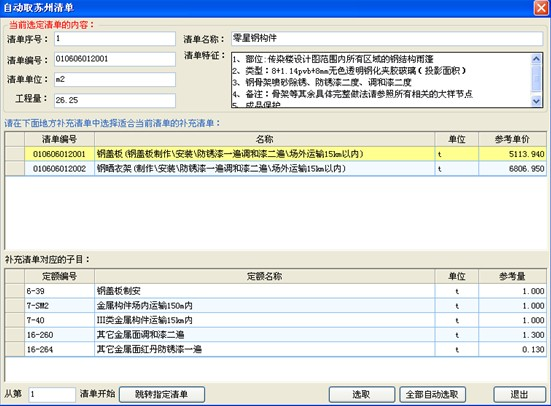 自动取苏州清单
当前选定清单的内容:
清单序号: 1 清单名称: 零星钢构件
清单编号: 010606012001 清单特征:
清单单位: m2
工程量: 26.25
1、部位:传染楼设计图范围内所有区域的钢结构雨蓬
2、类型:8+1.14pvb+8mm无色透明钢化夹胶玻璃(投影面积)
3、钢骨架喷砂除锈、防锈漆二度、调和漆二度
4、备注:骨架等其余具体完整做法请参照所有相关的大样节点
5、成品保护
请在下面地方补充清单中选择适合当前清单的补充清单:
清单编号 名称 单位 参考单价
010606012001 钢盖板(钢盖板制作\安装\防锈漆一遍调和漆二遍\场外运输15km以内) t 5113.940
010606012002 钢晒衣架(制作\安装\防锈漆一遍调和漆二遍\场外运输15km以内) t 6806.950
补充清单对应的子目:
定额编号 定额名称 单位 参考量
6-39 钢盖板制安 t 1.000
7-SM2 金属构件场内运输150m内 t 1.000
7-40 III类金属构件运输15km内 t 1.000
16-260 其它金属面调和漆二遍 t 1.300
16-264 其它金属面红丹防锈漆一遍 t 0.130
从第 1 清单开始 跳转指定清单 选取 全部自动选取 退出